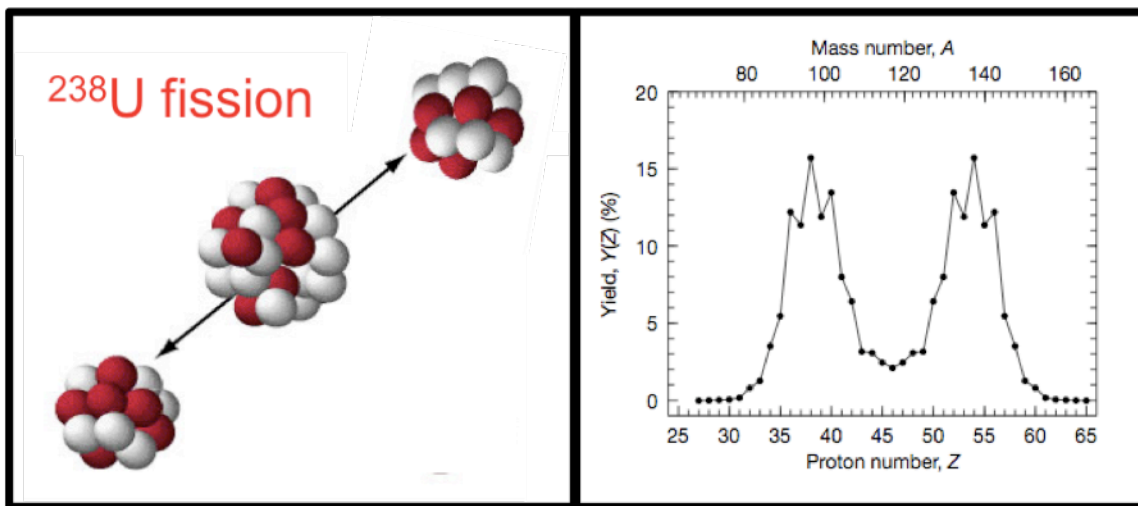 ²³⁸U fission
Mass number, A
80 100 120 140 160
Yield, Y(Z) (%)
20
15
10
5
0
25 30 35 40 45 50 55 60 65
Proton number, Z